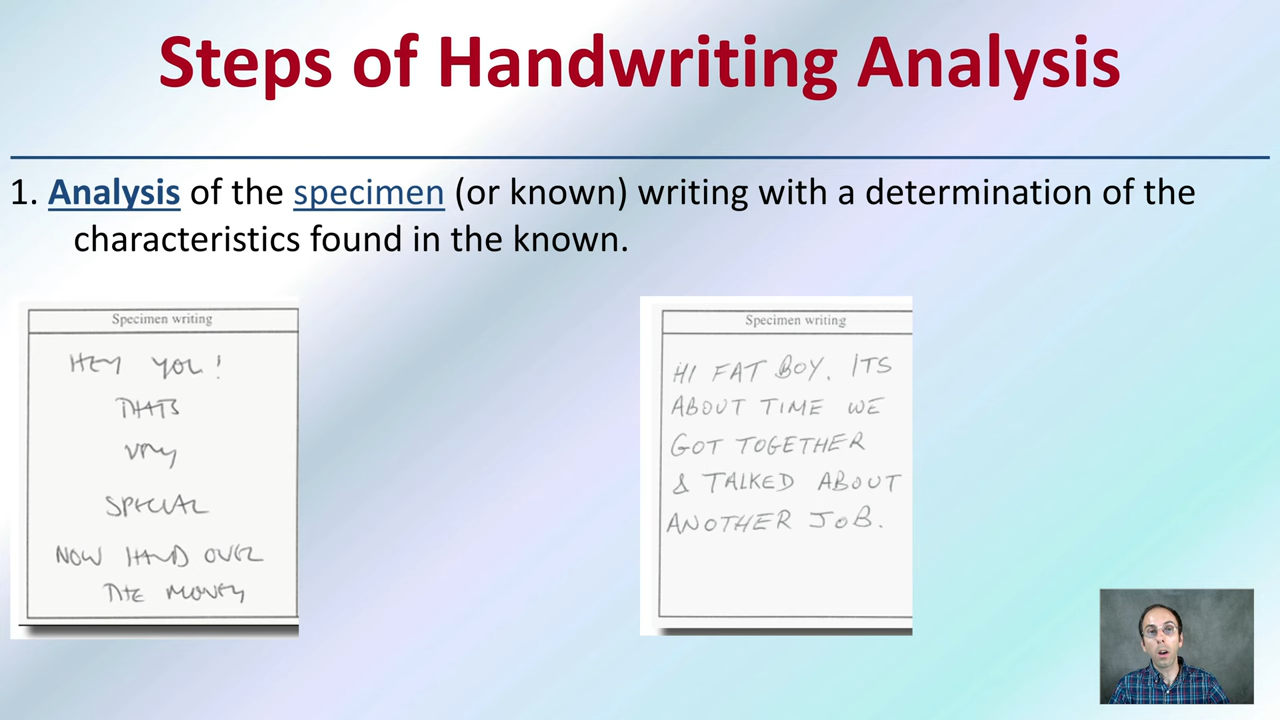 Steps of Handwriting Analysis
1. Analysis of the specimen (or known) writing with a determination of the
characteristics found in the known.
Specimen writing
HEY YOU!
THATS
VRY
SPECIAL
NOW HAND OVER
THE MONEY
Specimen writing
HI FAT BOY. ITS
ABOUT TIME WE
GOT TOGETHER
& TALKED ABOUT
ANOTHER JOB.